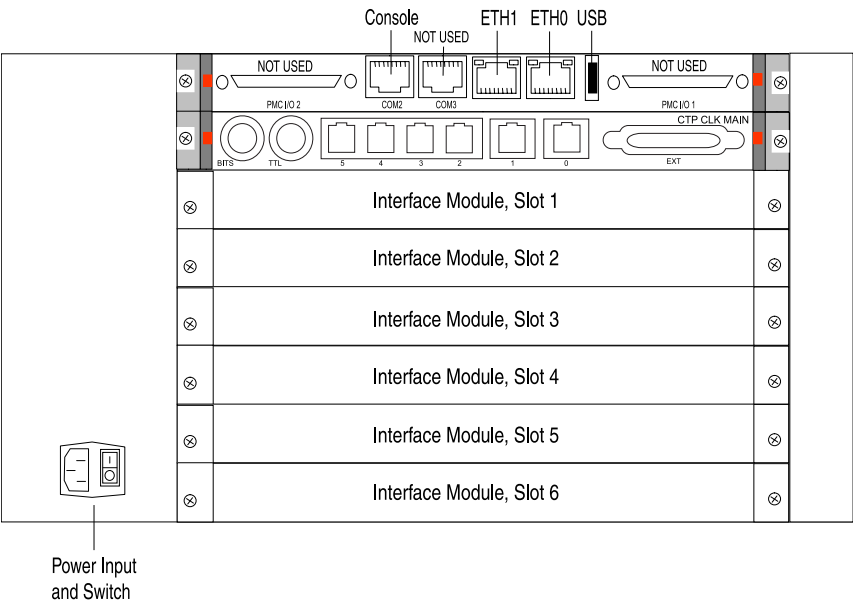 Console
NOT USED
ETH1
ETH0
USB
NOT USED
NOT USED
PMC I/O 2
COM2
COM3
PMC I/O 1
CTP CLK MAIN
BITS
TTL
5
4
3
2
1
0
EXT
Interface Module, Slot 1
Interface Module, Slot 2
Interface Module, Slot 3
Interface Module, Slot 4
Interface Module, Slot 5
Interface Module, Slot 6
Power Input
and Switch